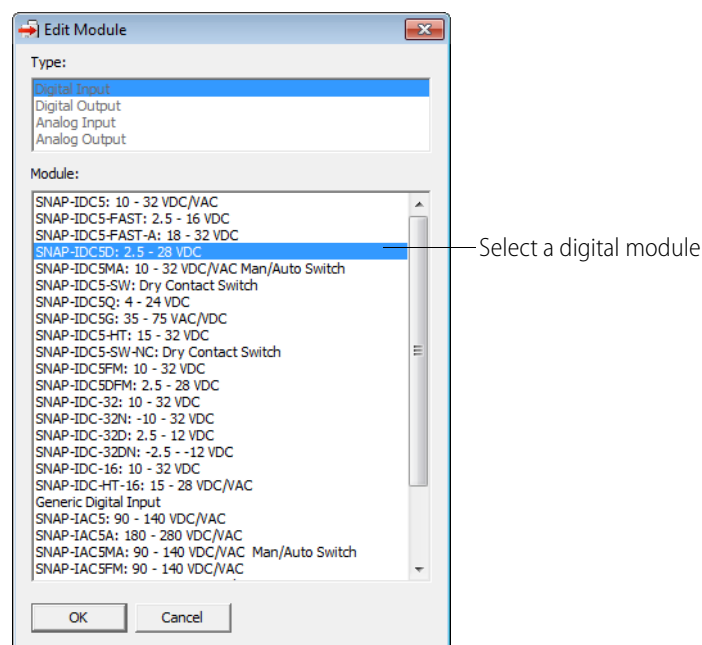 Edit Module
Type:
Digital Input
Digital Output
Analog Input
Analog Output
Module:
SNAP-IDC5: 10 - 32 VDC/VAC
SNAP-IDC5-FAST: 2.5 - 16 VDC
SNAP-IDC5-FAST-A: 18 - 32 VDC
SNAP-IDC5D: 2.5 - 28 VDC
Select a digital module
SNAP-IDC5MA: 10 - 32 VDC/VAC Man/Auto Switch
SNAP-IDC5-SW: Dry Contact Switch
SNAP-IDC5Q: 4 - 24 VDC
SNAP-IDC5G: 35 - 75 VAC/VDC
SNAP-IDC5-HT: 15 - 32 VDC
SNAP-IDC5-SW-NC: Dry Contact Switch
SNAP-IDC5FM: 10 - 32 VDC
SNAP-IDC5DFM: 2.5 - 28 VDC
SNAP-IDC-32: 10 - 32 VDC
SNAP-IDC-32N: -10 - 32 VDC
SNAP-IDC-32D: 2.5 - 12 VDC
SNAP-IDC-32DN: -2.5 - -12 VDC
SNAP-IDC-16: 10 - 32 VDC
SNAP-IDC-HT-16: 15 - 28 VDC/VAC
Generic Digital Input
SNAP-IAC5: 90 - 140 VDC/VAC
SNAP-IAC5A: 180 - 280 VDC/VAC
SNAP-IAC5MA: 90 - 140 VDC/VAC Man/Auto Switch
SNAP-IAC5FM: 90 - 140 VDC/VAC
OK
Cancel